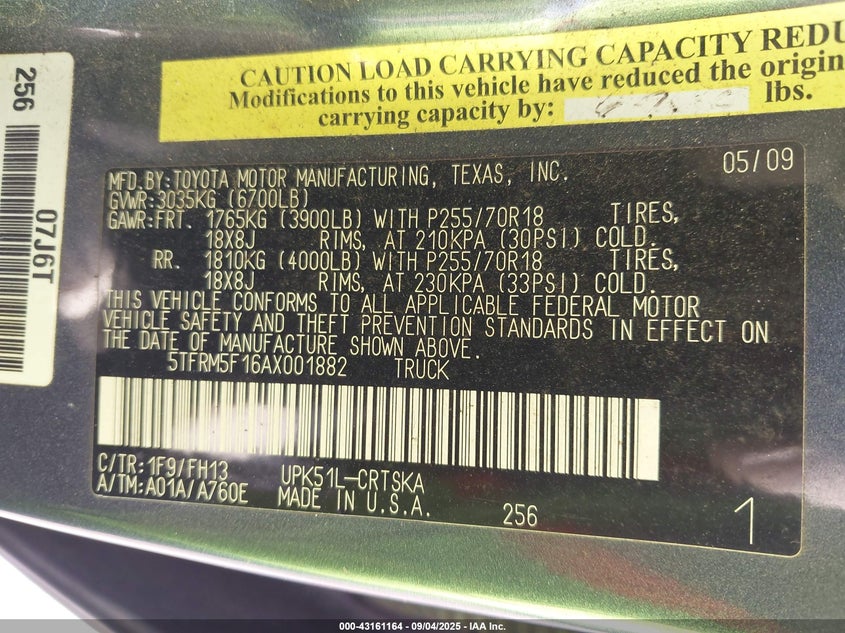 CAUTION LOAD CARRYING CAPACITY REDU
Modifications to this vehicle have reduced the origin
carrying capacity by: lbs.
256
07J6T
MFD.BY:TOYOTA MOTOR MANUFACTURING, TEXAS, INC. 05/09
GVWR:3035KG (6700LB)
GAWR:FRT. 1765KG (3900LB) WITH P255/70R18 TIRES,
18X8J RIMS, AT 210KPA (30PSI) COLD.
RR. 1810KG (4000LB) WITH P255/70R18 TIRES,
18X8J RIMS, AT 230KPA (33PSI) COLD.
THIS VEHICLE CONFORMS TO ALL APPLICABLE FEDERAL MOTOR
VEHICLE SAFETY AND THEFT PREVENTION STANDARDS IN EFFECT ON
THE DATE OF MANUFACTURE SHOWN ABOVE.
5TFRM5F16AX001882 TRUCK
C/TR:1F9/FH13 UPK51L-CRTSKA
A/TM:A01A/A760E MADE IN U.S.A. 256 1
000-43161164 - 09/04/2025 - IAA Inc.